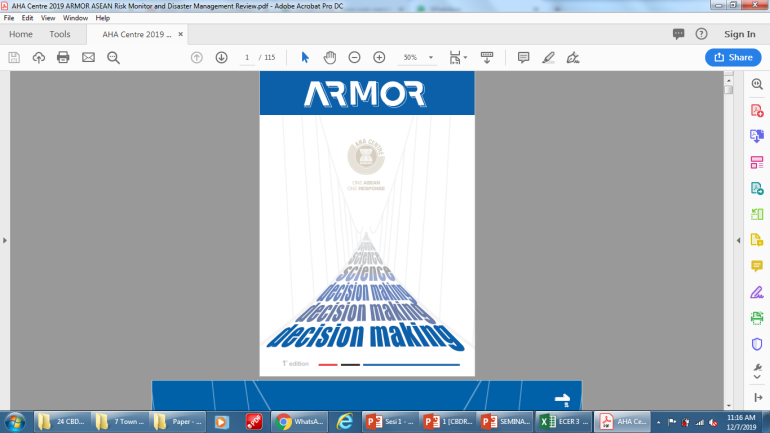 AHA Centre 2019 ARMOR ASEAN Risk Monitor and Disaster Management Review.pdf - Adobe Acrobat Pro DC
File Edit View Window Help
Home Tools AHA Centre 2019 ... × Sign In
1 / 115 50% Share
ARMOR
AHA CENTRE
ONE ASEAN
ONE RESPONSE
science
science
decision making
decision making
decision making
1st edition
24 CBD... 7 Town ... Paper - ... WhatsA... Sesi 1 - ... 1 [CBDR... SEMINA... ECER 3 ... AHA Ce...
11:16 AM
12/7/2019